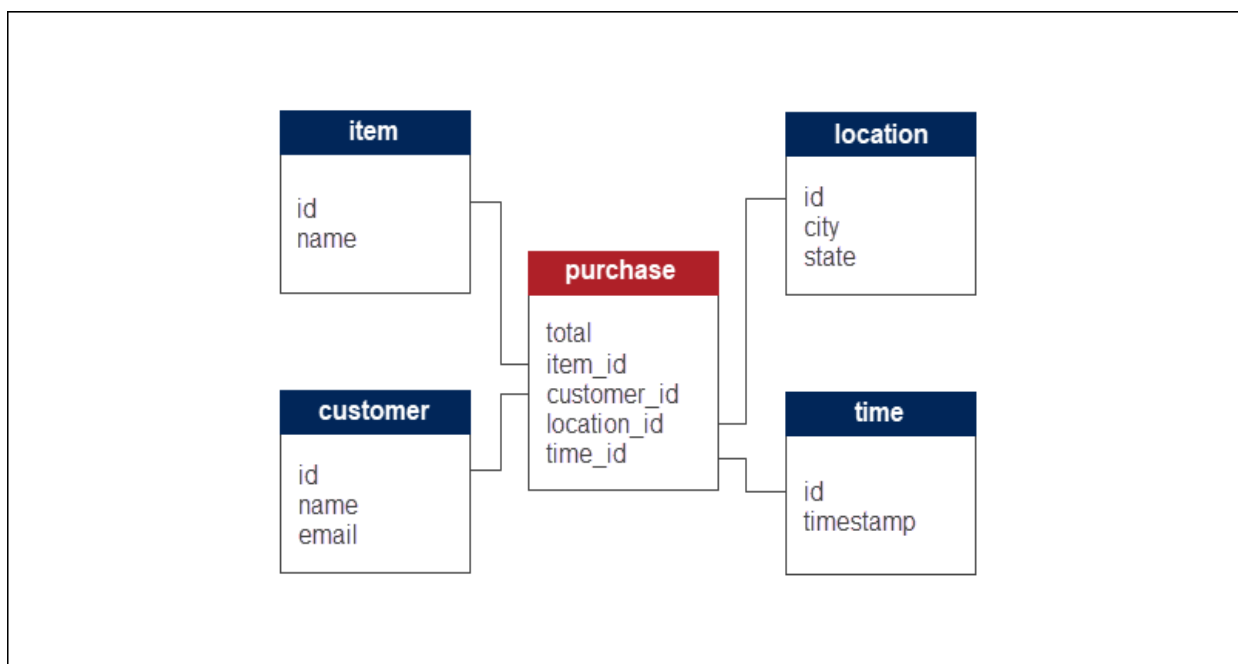 item
id
name
customer
id
name
email
purchase
total
item_id
customer_id
location_id
time_id
location
id
city
state
time
id
timestamp